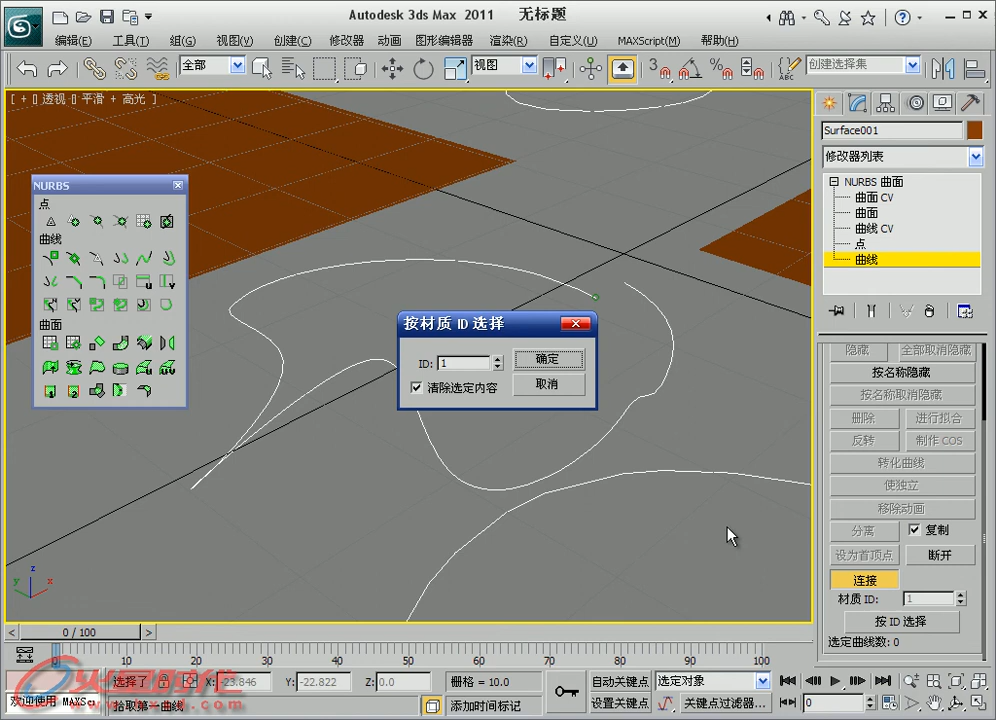 Autodesk 3ds Max 2011 无标题
编辑(E) 工具(T) 组(G) 视图(V) 创建(C) 修改器 动画 图形编辑器 渲染(R) 自定义(U) MAXScript(M) 帮助(H)
全部 视图 3 % ABC 创建选择集
[ + [] 透视 [] 平滑 + 高光 ]
Surface001
修改器列表
NURBS 曲面
曲面 CV
曲面
曲线 CV
点
曲线
NURBS
点
曲线
曲面
按材质 ID 选择
ID: 1 确定
清除选定内容 取消
隐藏 全部取消隐藏
按名称隐藏
按名称取消隐藏
删除 进行拟合
反转 制作 COS
转化曲线
使独立
移除动画
分离 复制
设为首顶点 断开
连接
材质 ID: 1
按 ID 选择
选定曲线数: 0
z
y x
< 0 / 100 >
0 10 20 30 40 50 60 70 80 90 100
选择了 X: -23.846 Y: -22.822 Z: 0.0 栅格 = 10.0 自动关键点 选定对象
欢迎使用 MAXSc 拾取第一曲线 添加时间标记 设置关键点 关键点过滤器... 0
火星时代